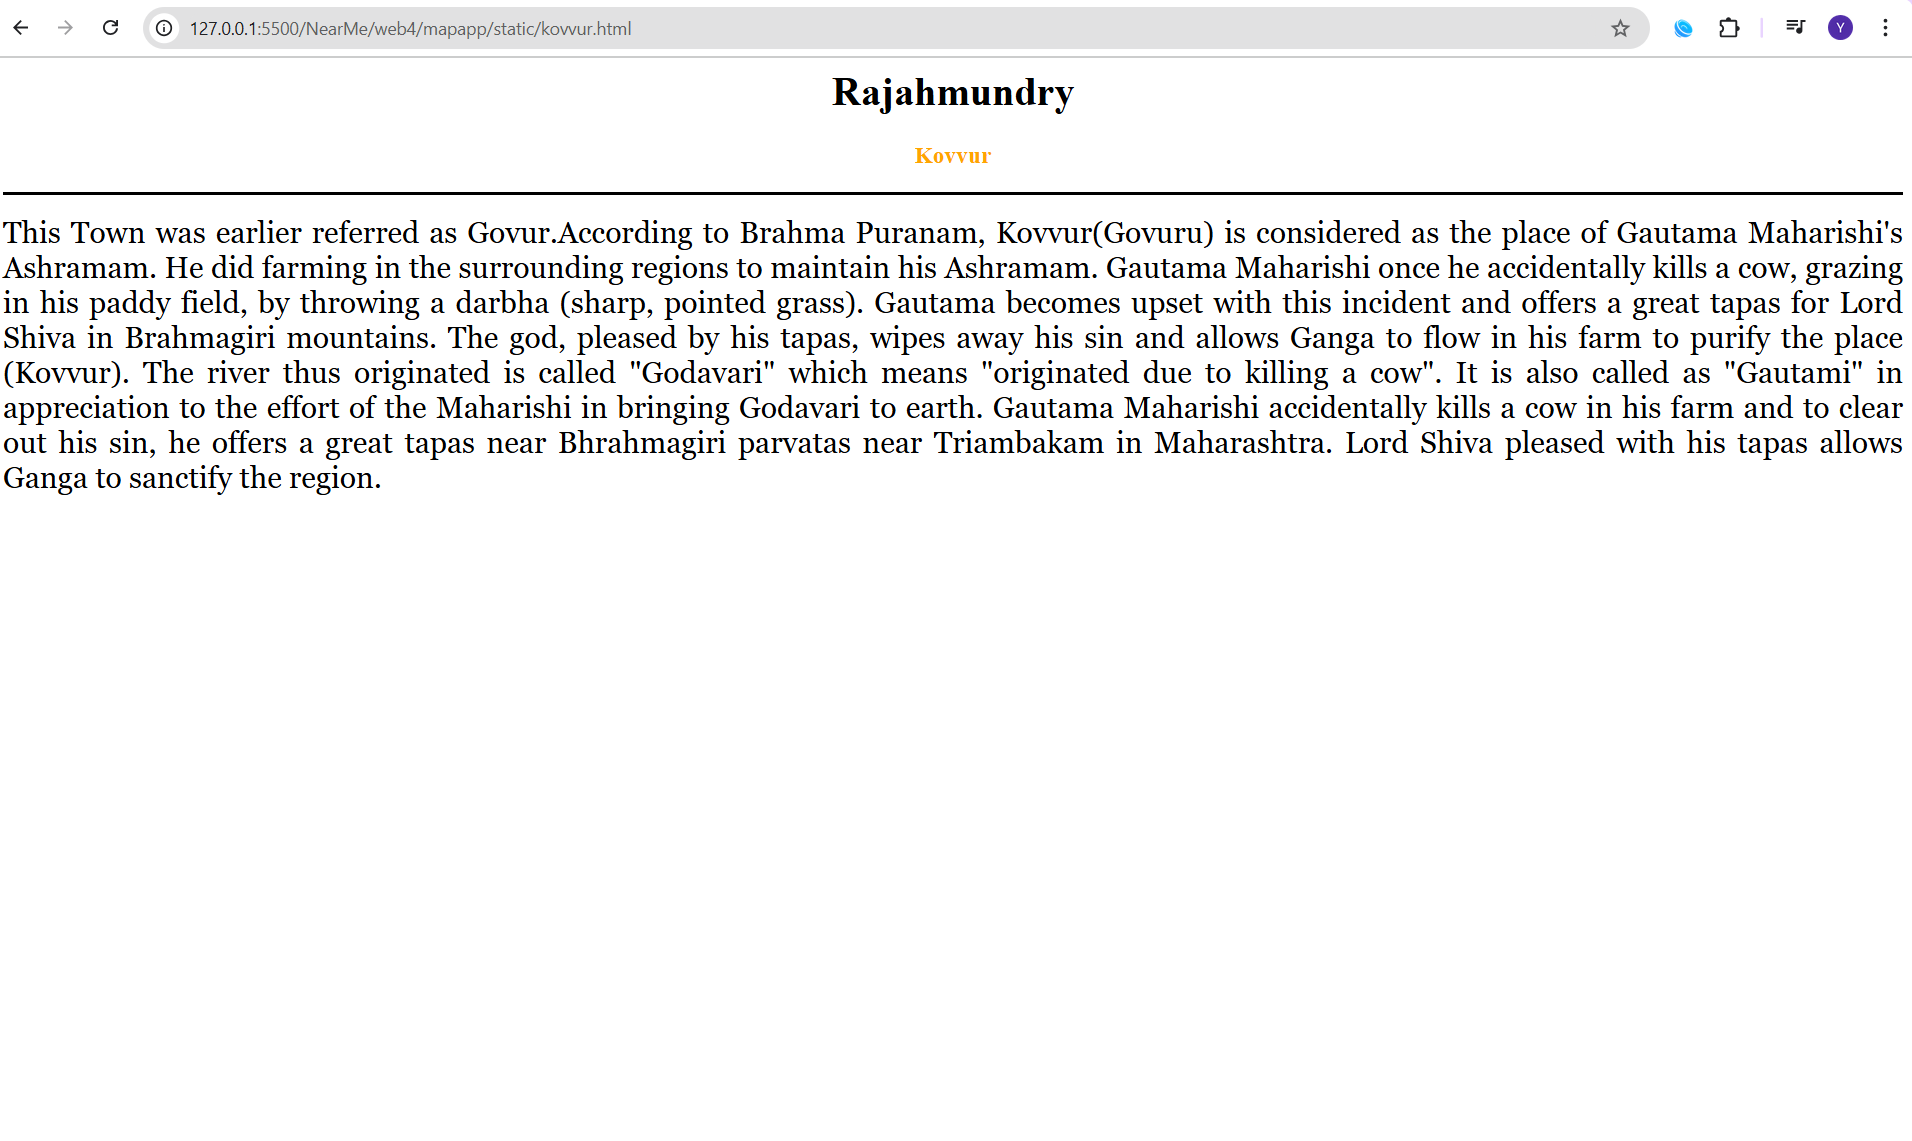 127.0.0.1:5500/NearMe/web4/mapapp/static/kovvur.html
Y
Rajahmundry
Kovvur
This Town was earlier referred as Govur.According to Brahma Puranam, Kovvur(Govuru) is considered as the place of Gautama Maharishi's
Ashramam. He did farming in the surrounding regions to maintain his Ashramam. Gautama Maharishi once he accidentally kills a cow, grazing
in his paddy field, by throwing a darbha (sharp, pointed grass). Gautama becomes upset with this incident and offers a great tapas for Lord
Shiva in Brahmagiri mountains. The god, pleased by his tapas, wipes away his sin and allows Ganga to flow in his farm to purify the place
(Kovvur). The river thus originated is called "Godavari" which means "originated due to killing a cow". It is also called as "Gautami" in
appreciation to the effort of the Maharishi in bringing Godavari to earth. Gautama Maharishi accidentally kills a cow in his farm and to clear
out his sin, he offers a great tapas near Bhrahmagiri parvatas near Triambakam in Maharashtra. Lord Shiva pleased with his tapas allows
Ganga to sanctify the region.